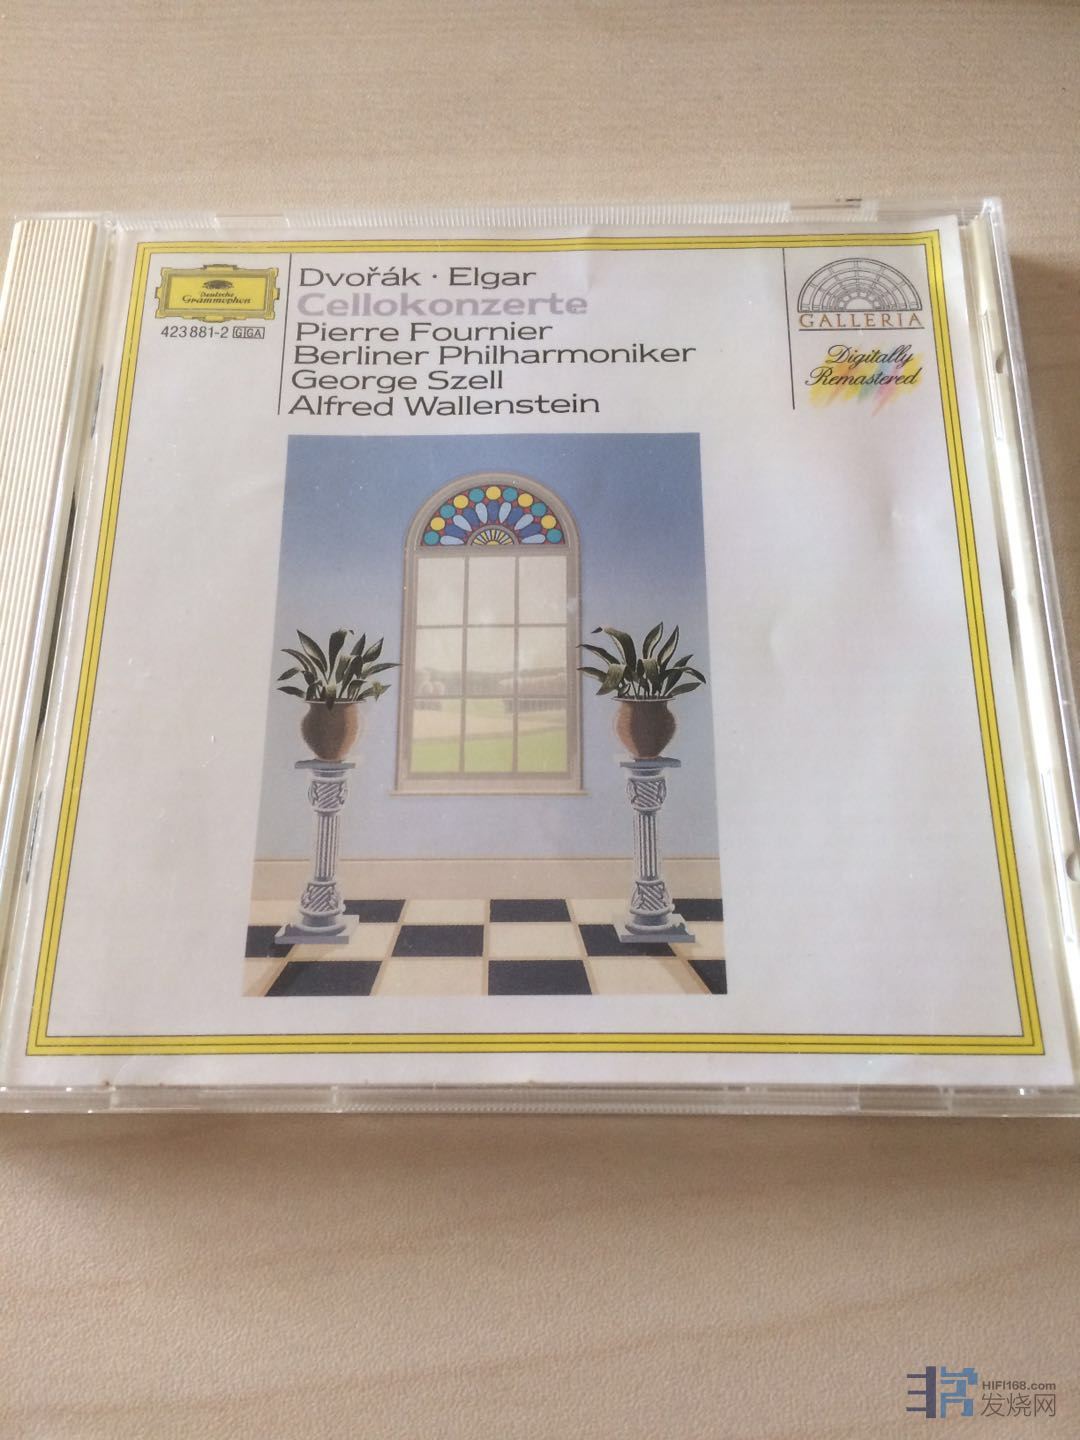 Deutsche
Grammophon
423 881-2 GIGA
Dvořák · Elgar
Cellokonzerte
Pierre Fournier
Berliner Philharmoniker
George Szell
Alfred Wallenstein
GALLERIA
Digitally
Remastered
HIFI168.com
发烧网